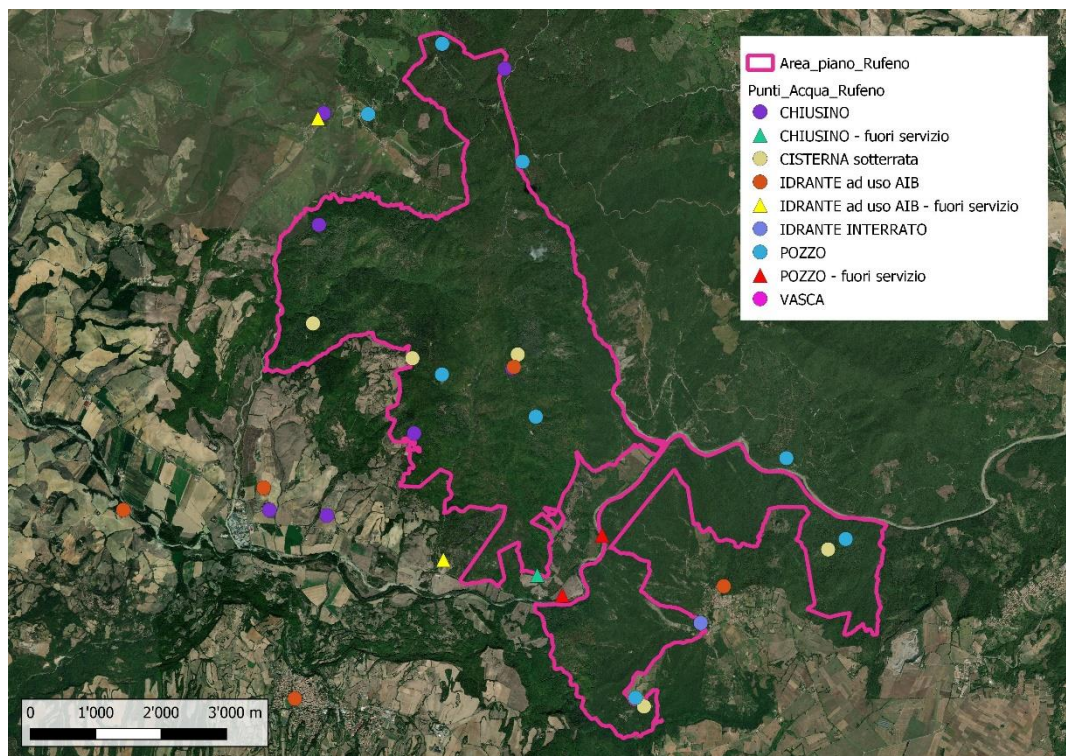 Area_piano_Rufeno
Punti_Acqua_Rufeno
CHIUSINO
CHIUSINO - fuori servizio
CISTERNA sotterrata
IDRANTE ad uso AIB
IDRANTE ad uso AIB - fuori servizio
IDRANTE INTERRATO
POZZO
POZZO - fuori servizio
VASCA
0 1'000 2'000 3'000 m